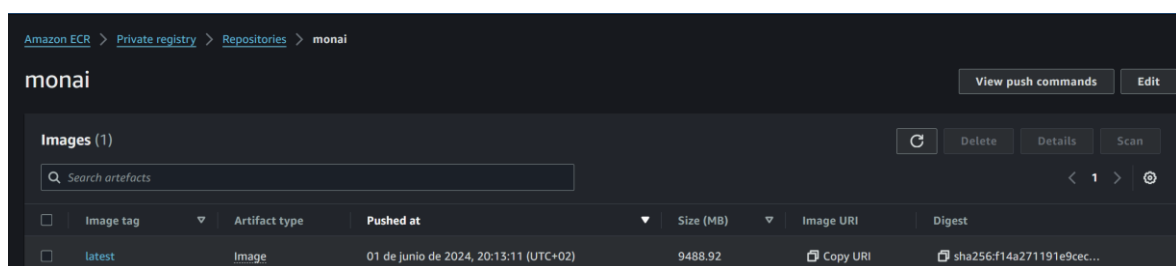 Amazon ECR > Private registry > Repositories > monai
monai
View push commands
Edit
Images (1)
Delete
Details
Scan
Search artefacts
< 1 >
Image tag Artifact type Pushed at Size (MB) Image URI Digest
latest Image 01 de junio de 2024, 20:13:11 (UTC+02) 9488.92 Copy URI sha256:f14a271191e9cec...